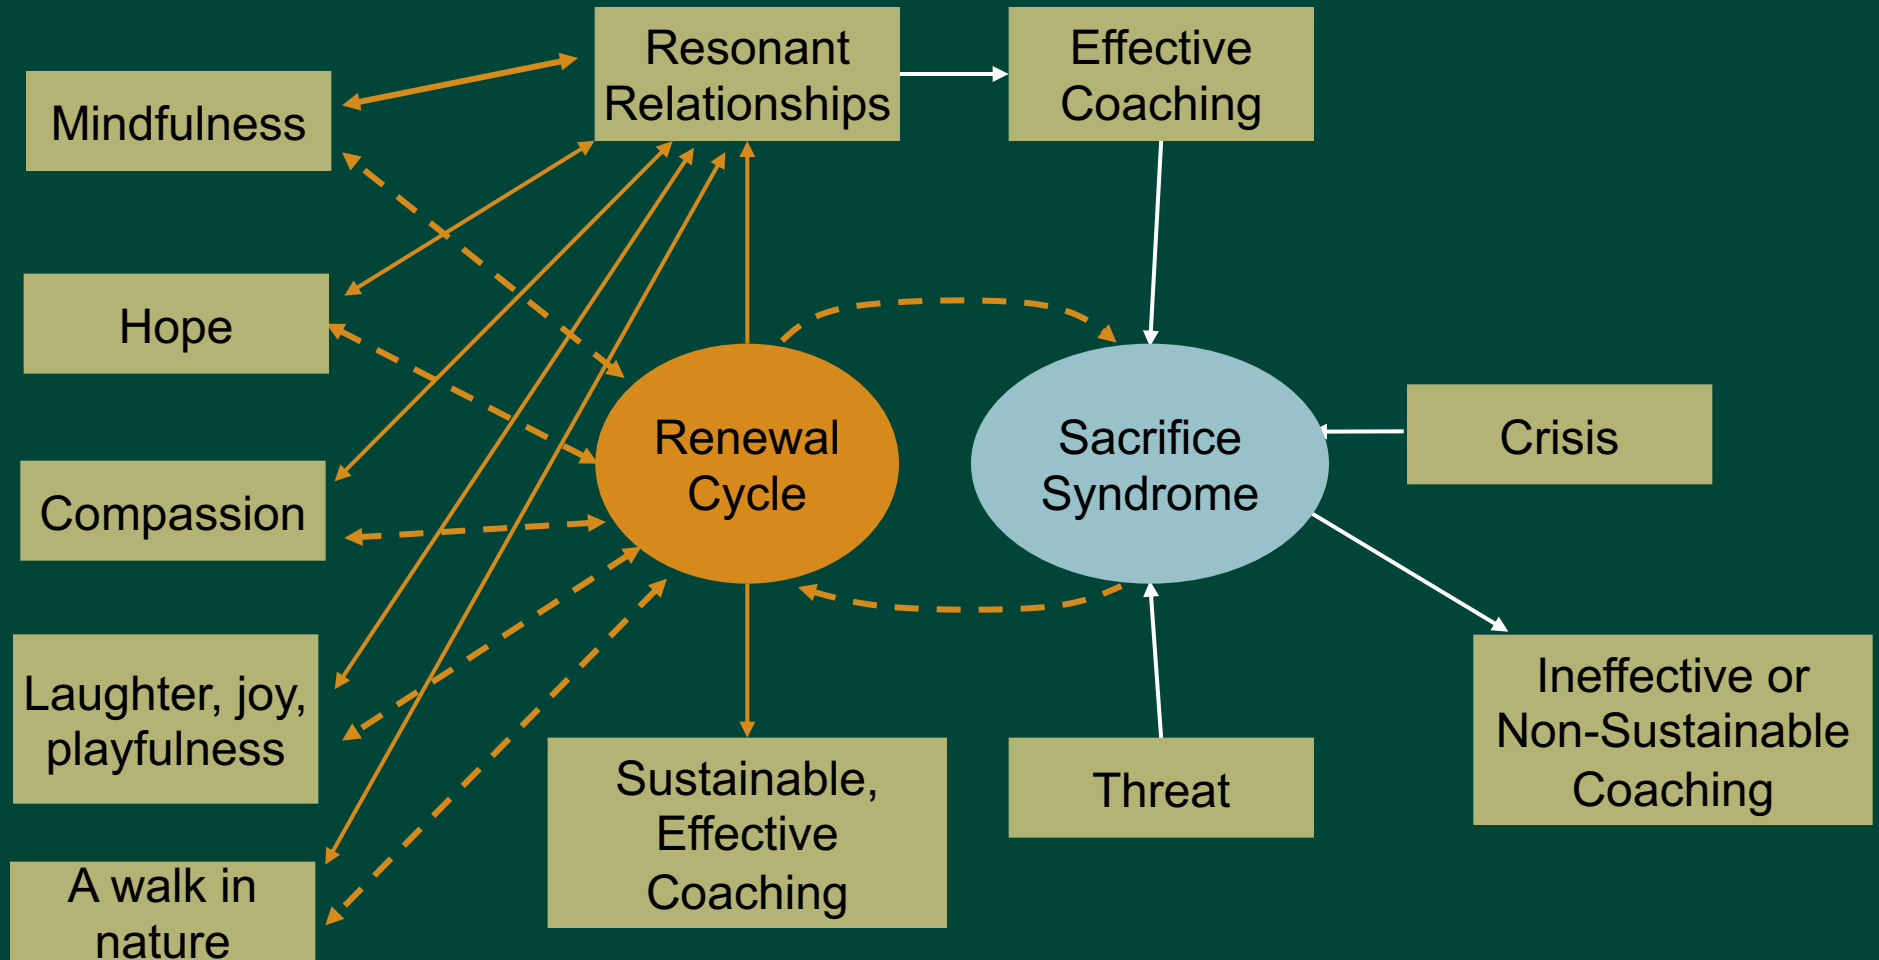 Resonant
Relationships
Effective
Coaching
Mindfulness
Hope
Compassion
Laughter, joy,
playfulness
A walk in
nature
Renewal
Cycle
Sacrifice
Syndrome
Crisis
Sustainable,
Effective
Coaching
Threat
Ineffective or
Non-Sustainable
Coaching